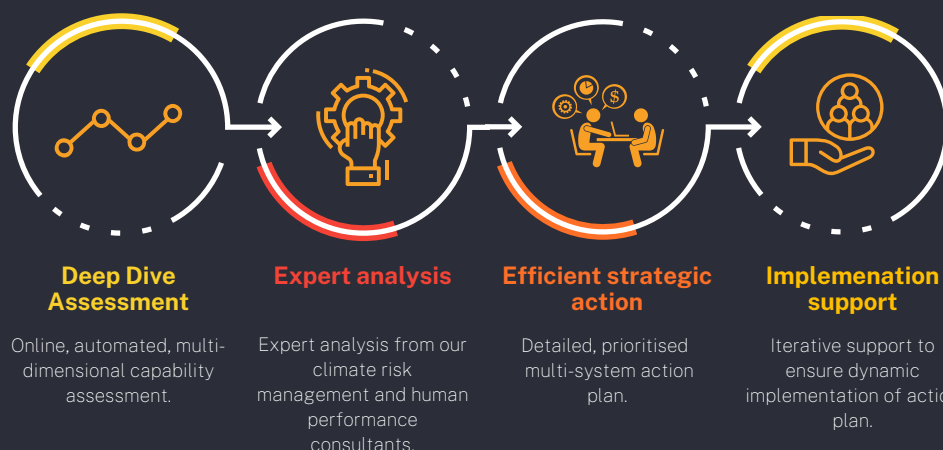 $
Deep Dive
Assessment
Online, automated, multi-
dimensional capability
assessment.
Expert analysis
Expert analysis from our
climate risk
management and human
performance
consultants.
Efficient strategic
action
Detailed, prioritised
multi-system action
plan.
Implemenation
support
Iterative support to
ensure dynamic
implementation of actio
plan.